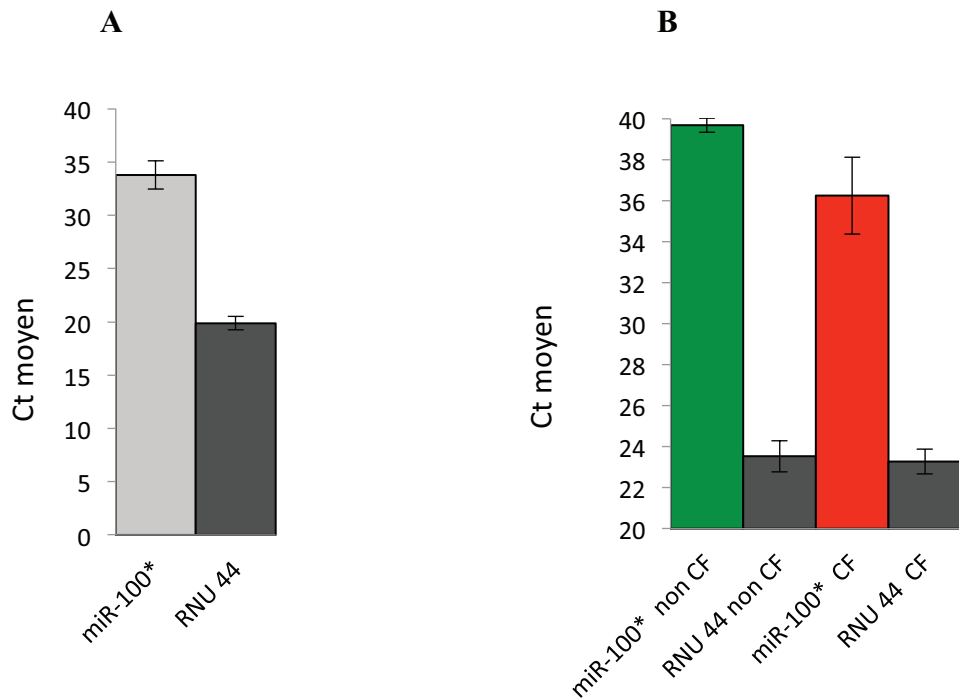 A
Ct moyen
40
35
30
25
20
15
10
5
0
miR-100*
RNU 44
B
Ct moyen
40
38
36
34
32
30
28
26
24
22
20
miR-100* non CF
RNU 44 non CF
miR-100* CF
RNU 44 CF